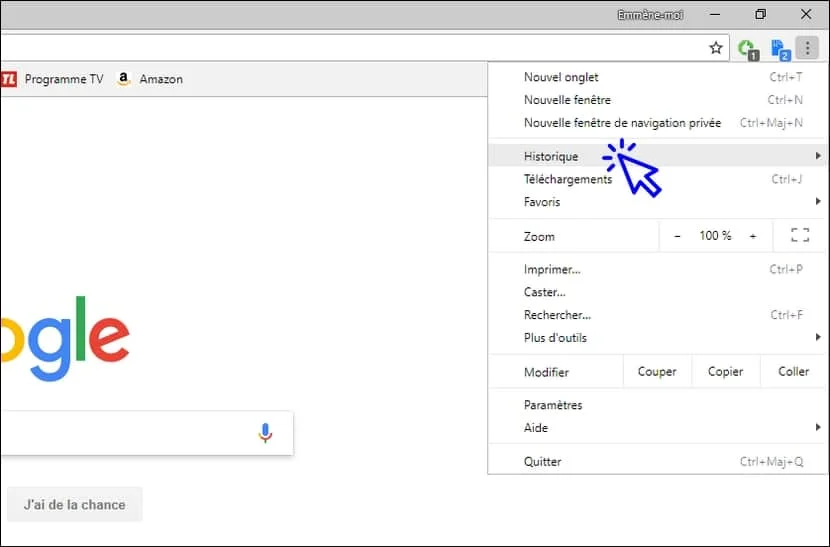 Emmène-moi
1
2
TL Programme TV a Amazon
Nouvel onglet Ctrl+T
Nouvelle fenêtre Ctrl+N
Nouvelle fenêtre de navigation privée Ctrl+Maj+N
Historique
Téléchargements Ctrl+J
Favoris
Zoom - 100 % +
Imprimer... Ctrl+P
Caster...
Rechercher... Ctrl+F
Plus d'outils
Modifier Couper Copier Coller
Paramètres
Aide
Quitter Ctrl+Maj+Q
ogle
J'ai de la chance